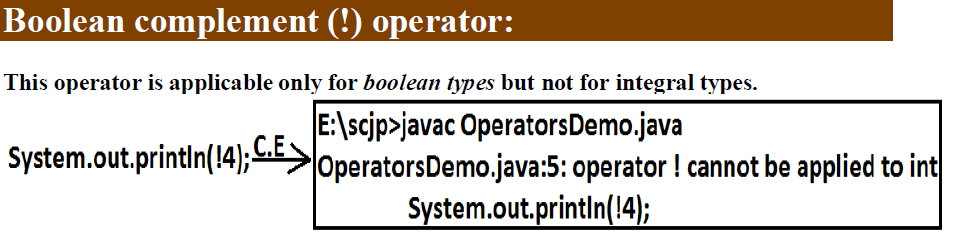 Boolean complement (!) operator:
This operator is applicable only for boolean types but not for integral types.
System.out.println(!4); C.E
E:\scjp>javac OperatorsDemo.java
OperatorsDemo.java:5: operator ! cannot be applied to int
System.out.println(!4);